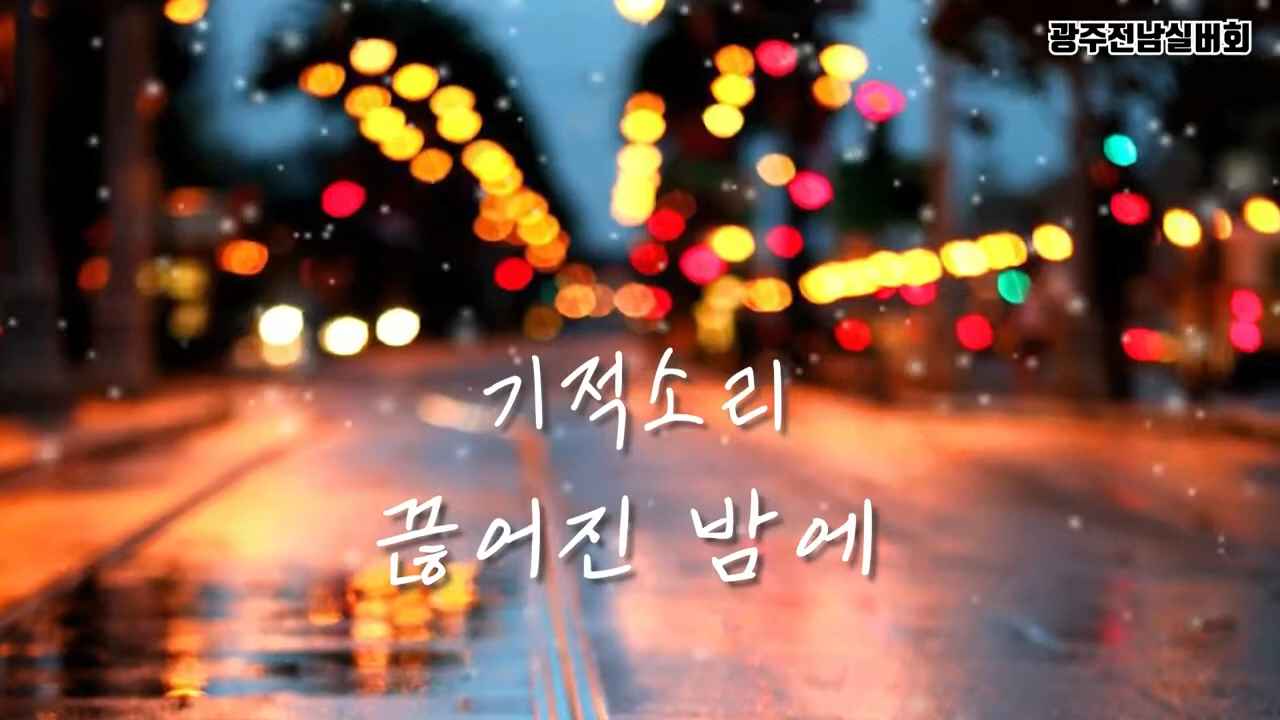 광주전남실버회
기적소리
끊어진 밤에